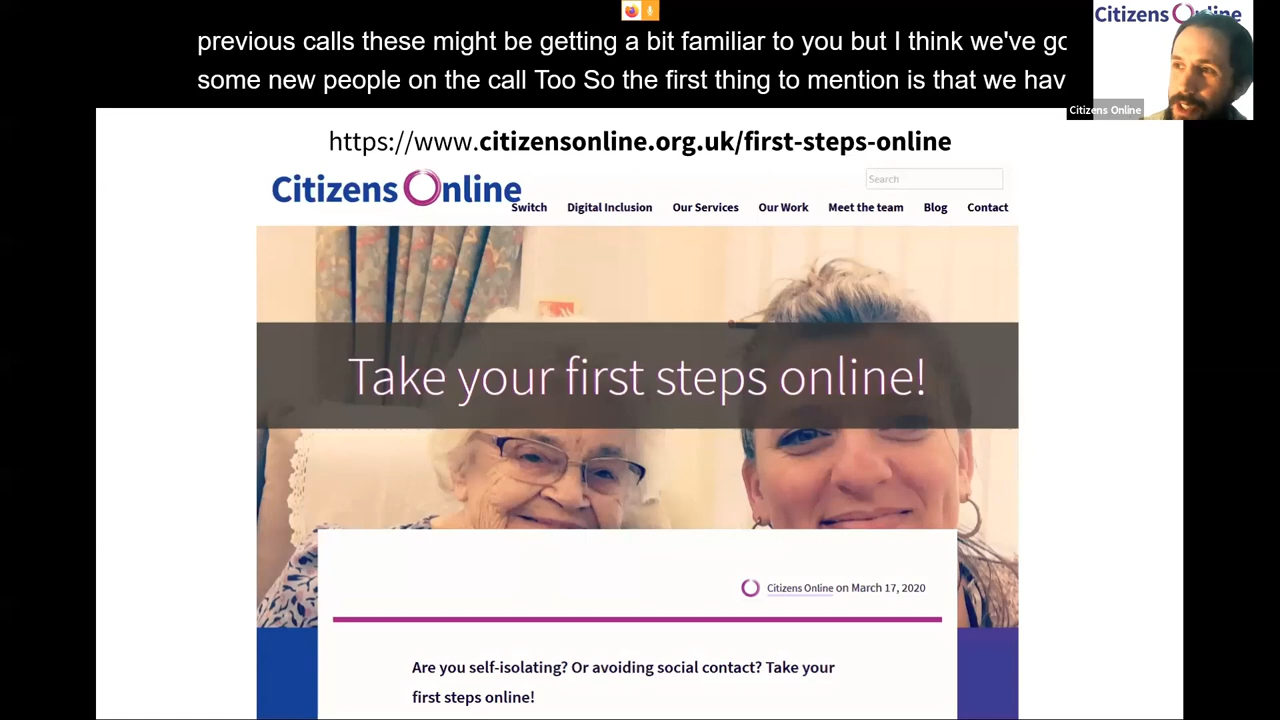 previous calls these might be getting a bit familiar to you but I think we've go
some new people on the call Too So the first thing to mention is that we hav
Citizens Online
Citizens Online
https://www.citizensonline.org.uk/first-steps-online
Citizens Online
Search
Switch Digital Inclusion Our Services Our Work Meet the team Blog Contact
Take your first steps online!
Citizens Online on March 17, 2020
Are you self-isolating? Or avoiding social contact? Take your
first steps online!